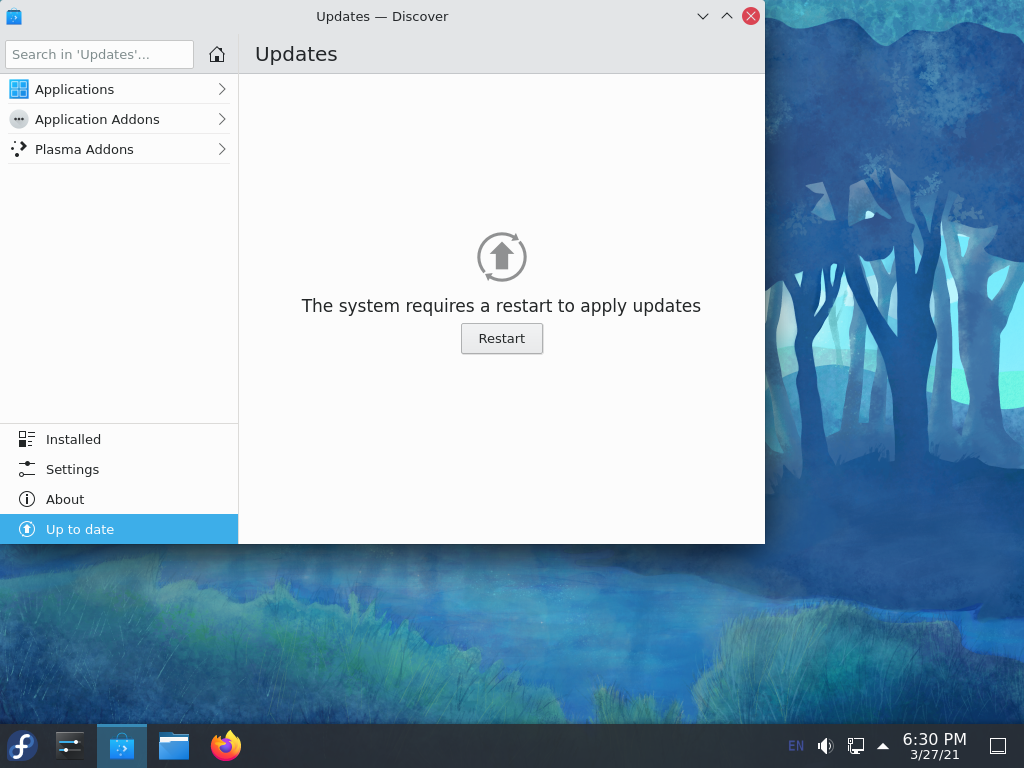 Updates — Discover
Search in 'Updates'...
Updates
Applications
Application Addons
Plasma Addons
The system requires a restart to apply updates
Restart
Installed
Settings
About
Up to date
EN
6:30 PM
3/27/21